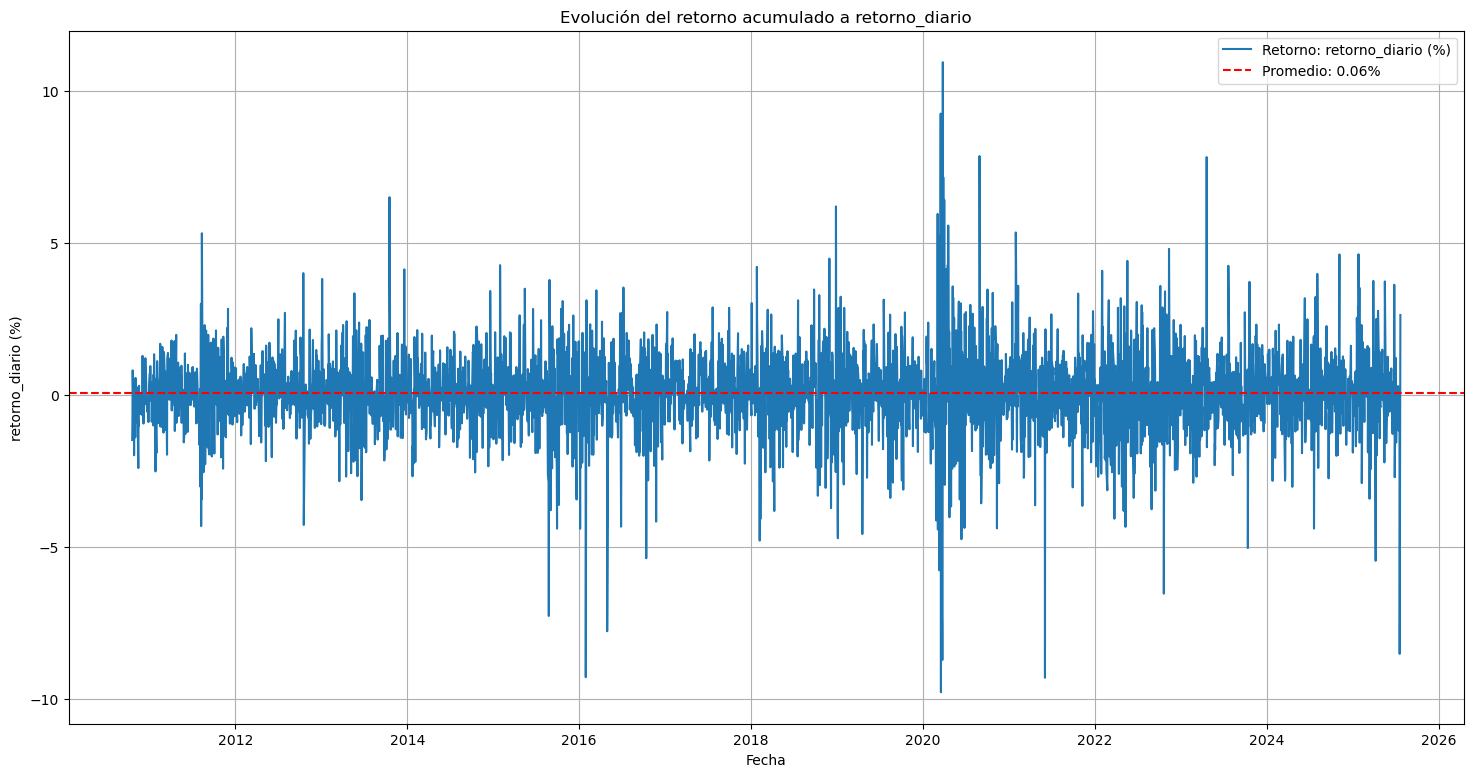 Evolución del retorno acumulado a retorno_diario
Retorno: retorno_diario (%)
Promedio: 0.06%
retorno_diario (%)
10
5
0
−5
−10
2012
2014
2016
2018
2020
2022
2024
2026
Fecha